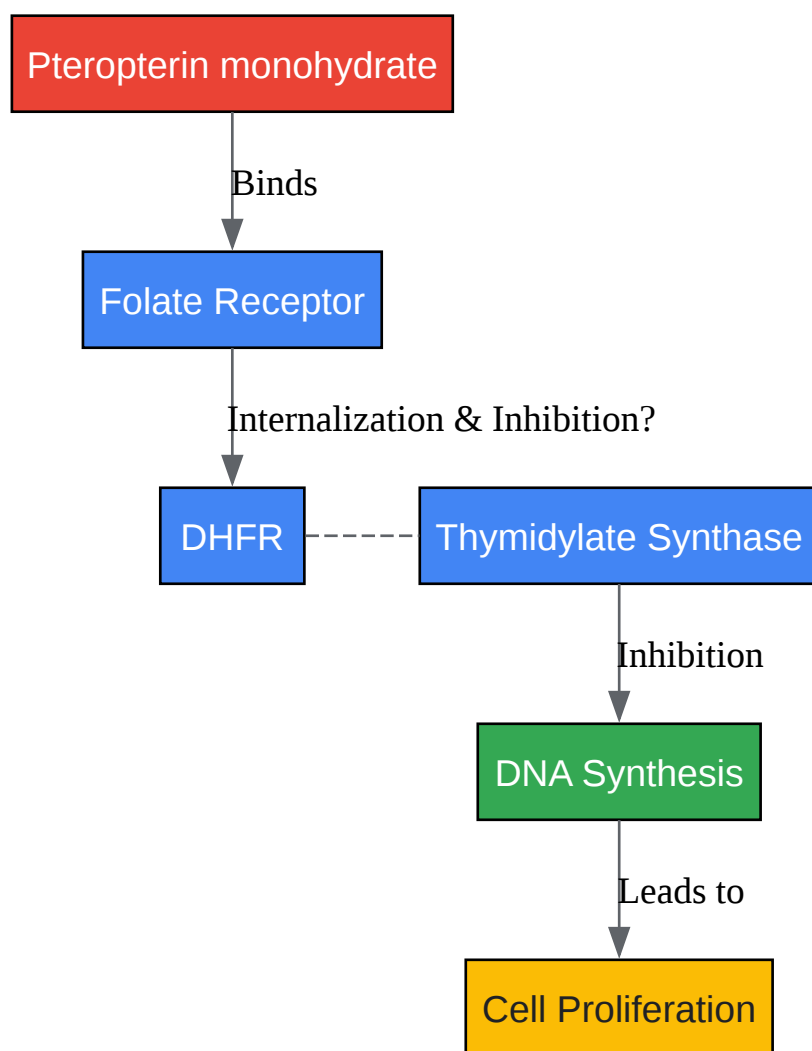 Pteropterin monohydrate
Binds
Folate Receptor
Internalization & Inhibition?
DHFR
Thymidylate Synthase
Inhibition
DNA Synthesis
Leads to
Cell Proliferation